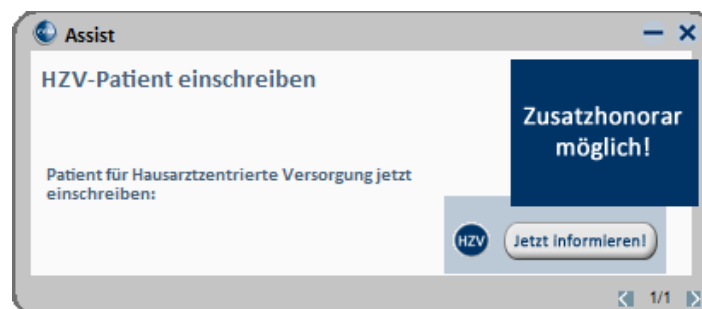 Assist
HZV-Patient einschreiben
Zusatzhonorar
möglich!
Patient für Hausarztzentrierte Versorgung jetzt
einschreiben:
HZV
Jetzt informieren!
1/1